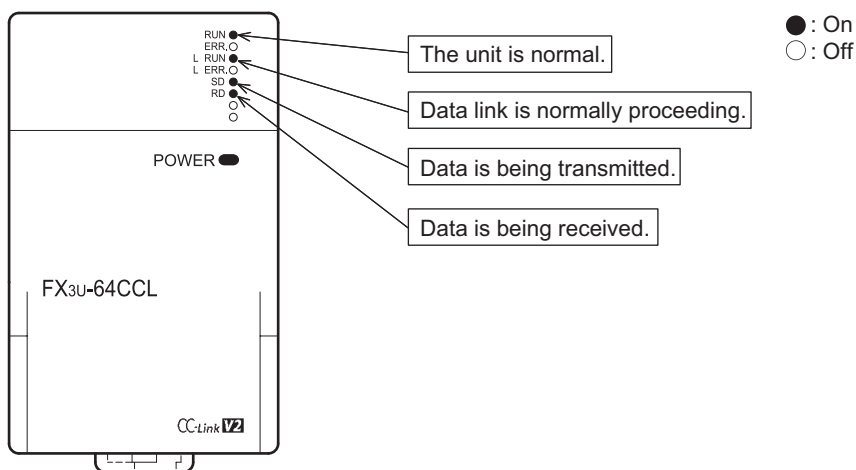 RUN
ERR.
L RUN
L ERR.
SD
RD
POWER
FX3U-64CCL
CC-Link V2
The unit is normal.
Data link is normally proceeding.
Data is being transmitted.
Data is being received.
: On
: Off